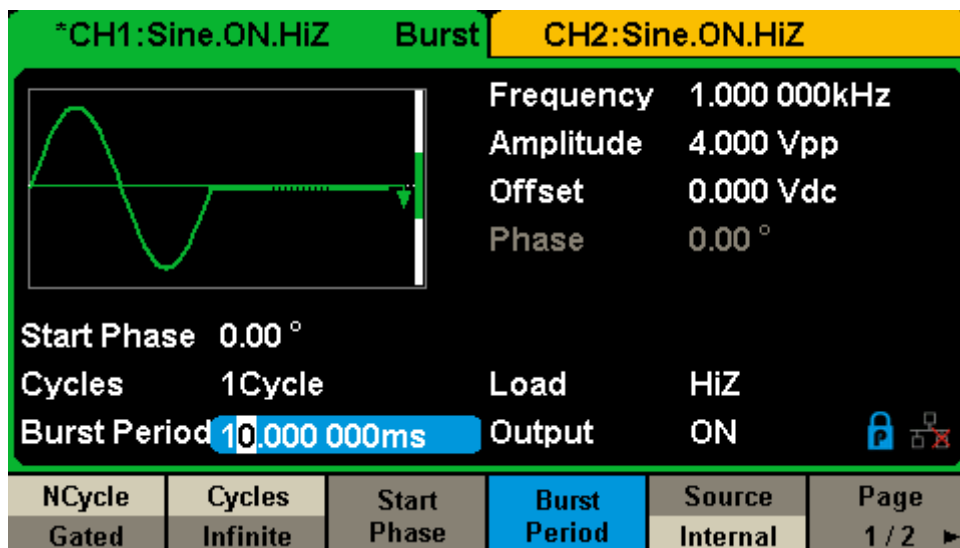 *CH1:Sine.ON.HiZ Burst CH2:Sine.ON.HiZ
Frequency 1.000 000kHz
Amplitude 4.000 Vpp
Offset 0.000 Vdc
Phase 0.00 °
Start Phase 0.00 °
Cycles 1Cycle Load HiZ
Burst Period 10.000 000ms Output ON P
NCycle Cycles Start Burst Source Page
Gated Infinite Phase Period Internal 1 / 2 ►